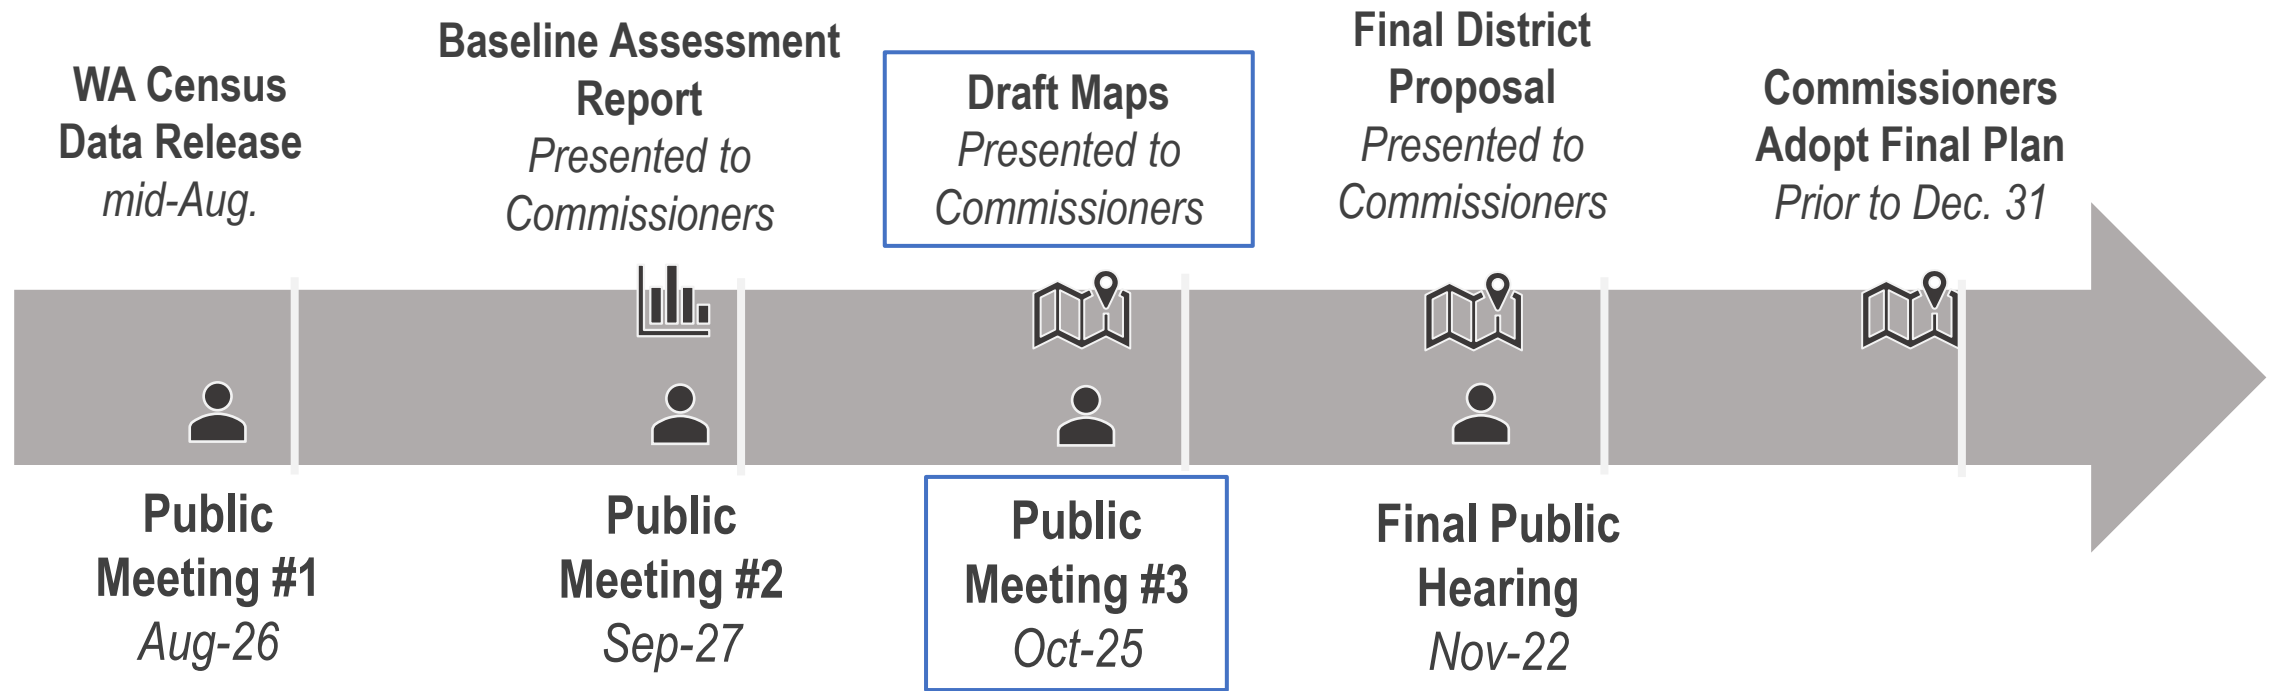 WA Census
Data Release
mid-Aug.
Baseline Assessment
Report
Presented to
Commissioners
Draft Maps
Presented to
Commissioners
Final District
Proposal
Presented to
Commissioners
Commissioners
Adopt Final Plan
Prior to Dec. 31
Public
Meeting #1
Aug-26
Public
Meeting #2
Sep-27
Public
Meeting #3
Oct-25
Final Public
Hearing
Nov-22